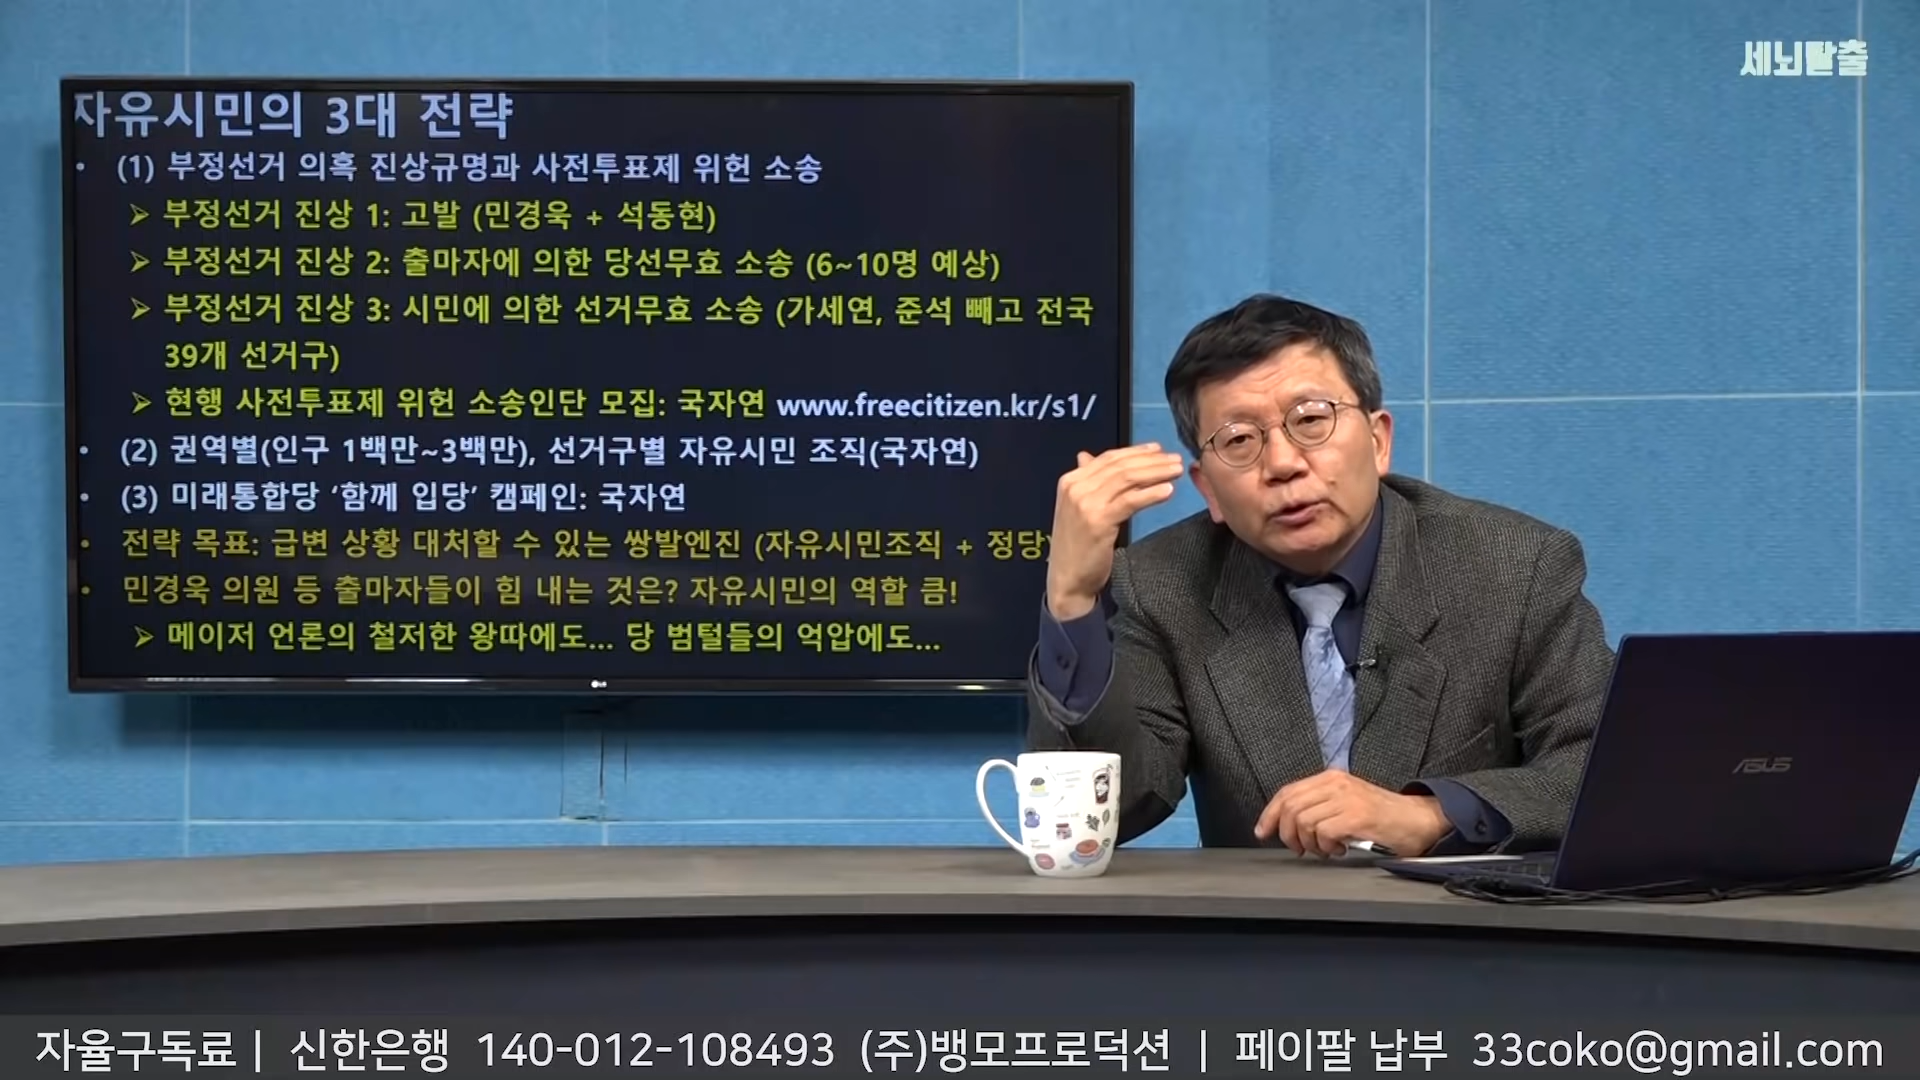 세뇌탈출
자유시민의 3대 전략
• (1) 부정선거 의혹 진상규명과 사전투표제 위헌 소송
➢ 부정선거 진상 1: 고발 (민경욱 + 석동현)
➢ 부정선거 진상 2: 출마자에 의한 당선무효 소송 (6~10명 예상)
➢ 부정선거 진상 3: 시민에 의한 선거무효 소송 (가세연, 준석 빼고 전국
39개 선거구)
➢ 현행 사전투표제 위헌 소송인단 모집: 국자연 www.freecitizen.kr/s1/
• (2) 권역별(인구 1백만~3백만), 선거구별 자유시민 조직(국자연)
• (3) 미래통합당 ‘함께 입당’ 캠페인: 국자연
• 전략 목표: 급변 상황 대처할 수 있는 쌍발엔진 (자유시민조직 + 정당)
• 민경욱 의원 등 출마자들이 힘 내는 것은? 자유시민의 역할 큼!
➢ 메이저 언론의 철저한 왕따에도... 당 범털들의 억압에도...
LG
ASUS
자율구독료 | 신한은행 140-012-108493 (주)뱅모프로덕션 | 페이팔 납부 33coko@gmail.com